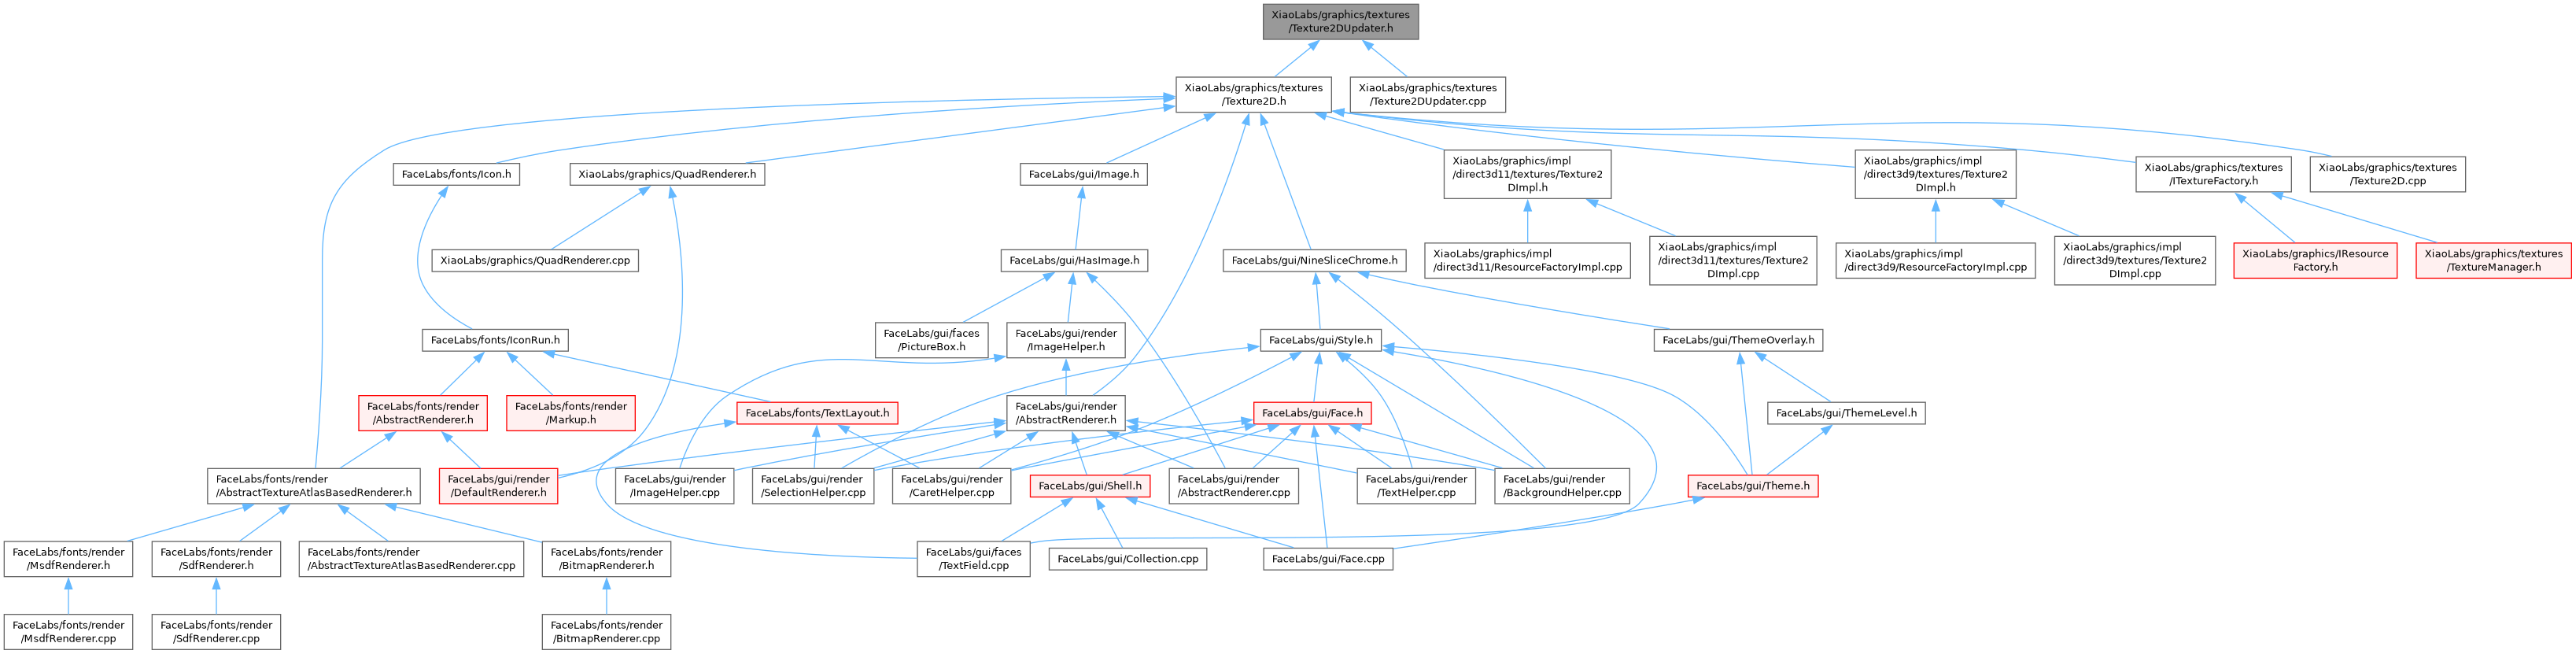 XiaoLabs/graphics/textures
/Texture2DUpdater.h
XiaoLabs/graphics/textures
/Texture2D.h
XiaoLabs/graphics/textures
/Texture2DUpdater.cpp
FaceLabs/fonts/Icon.h
XiaoLabs/graphics/QuadRenderer.h
FaceLabs/gui/Image.h
XiaoLabs/graphics/impl
/direct3d11/textures/Texture2
DImpl.h
XiaoLabs/graphics/impl
/direct3d9/textures/Texture2
DImpl.h
XiaoLabs/graphics/textures
/ITextureFactory.h
XiaoLabs/graphics/textures
/Texture2D.cpp
XiaoLabs/graphics/QuadRenderer.cpp
FaceLabs/gui/HasImage.h
FaceLabs/gui/NineSliceChrome.h
XiaoLabs/graphics/impl
/direct3d11/ResourceFactoryImpl.cpp
XiaoLabs/graphics/impl
/direct3d11/textures/Texture2
DImpl.cpp
XiaoLabs/graphics/impl
/direct3d9/ResourceFactoryImpl.cpp
XiaoLabs/graphics/impl
/direct3d9/textures/Texture2
DImpl.cpp
XiaoLabs/graphics/IResource
Factory.h
XiaoLabs/graphics/textures
/TextureManager.h
FaceLabs/fonts/IconRun.h
FaceLabs/gui/faces
/PictureBox.h
FaceLabs/gui/render
/ImageHelper.h
FaceLabs/gui/Style.h
FaceLabs/gui/ThemeOverlay.h
FaceLabs/fonts/render
/AbstractRenderer.h
FaceLabs/fonts/render
/Markup.h
FaceLabs/fonts/TextLayout.h
FaceLabs/gui/render
/AbstractRenderer.h
FaceLabs/gui/Face.h
FaceLabs/gui/ThemeLevel.h
FaceLabs/fonts/render
/AbstractTextureAtlasBasedRenderer.h
FaceLabs/gui/render
/DefaultRenderer.h
FaceLabs/gui/render
/ImageHelper.cpp
FaceLabs/gui/render
/SelectionHelper.cpp
FaceLabs/gui/render
/CaretHelper.cpp
FaceLabs/gui/Shell.h
FaceLabs/gui/render
/AbstractRenderer.cpp
FaceLabs/gui/render
/TextHelper.cpp
FaceLabs/gui/render
/BackgroundHelper.cpp
FaceLabs/gui/Theme.h
FaceLabs/fonts/render
/MsdfRenderer.h
FaceLabs/fonts/render
/SdfRenderer.h
FaceLabs/fonts/render
/AbstractTextureAtlasBasedRenderer.cpp
FaceLabs/fonts/render
/BitmapRenderer.h
FaceLabs/gui/faces
/TextField.cpp
FaceLabs/gui/Collection.cpp
FaceLabs/gui/Face.cpp
FaceLabs/fonts/render
/MsdfRenderer.cpp
FaceLabs/fonts/render
/SdfRenderer.cpp
FaceLabs/fonts/render
/BitmapRenderer.cpp